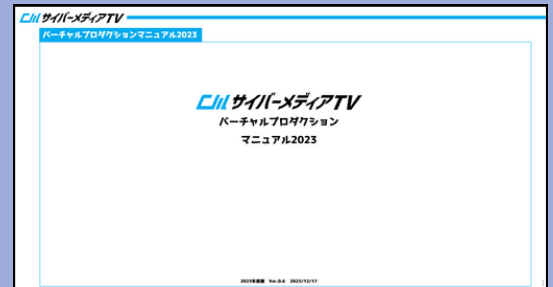 CM サイバーメディアTV
バーチャルプロダクションマニュアル2023
CM サイバーメディアTV
バーチャルプロダクション
マニュアル2023
2023年度版 Ver.0.6 2023/12/17
1